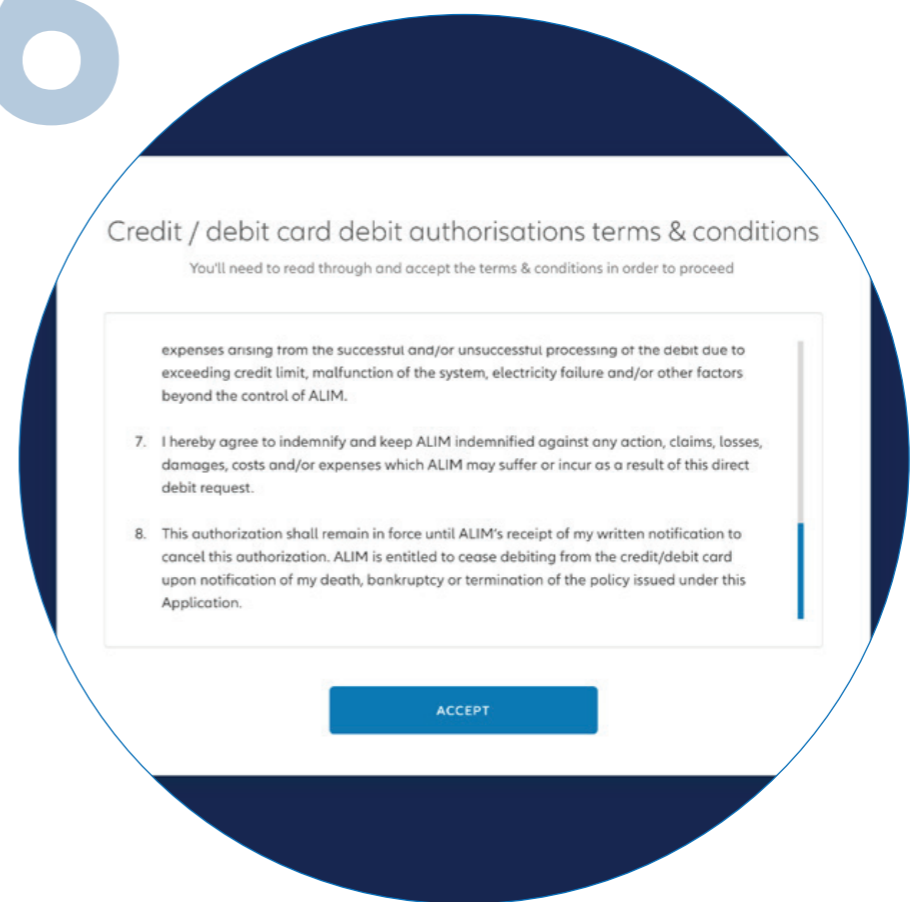 Credit / debit card debit authorisations terms & conditions
You'll need to read through and accept the terms & conditions in order to proceed
expenses arising from the successful and/or unsuccessful processing of the debit due to
exceeding credit limit, malfunction of the system, electricity failure and/or other factors
beyond the control of ALIM.
7. I hereby agree to indemnify and keep ALIM indemnified against any action, claims, losses,
damages, costs and/or expenses which ALIM may suffer or incur as a result of this direct
debit request.
8. This authorization shall remain in force until ALIM's receipt of my written notification to
cancel this authorization. ALIM is entitled to cease debiting from the credit/debit card
upon notification of my death, bankruptcy or termination of the policy issued under this
Application.
ACCEPT